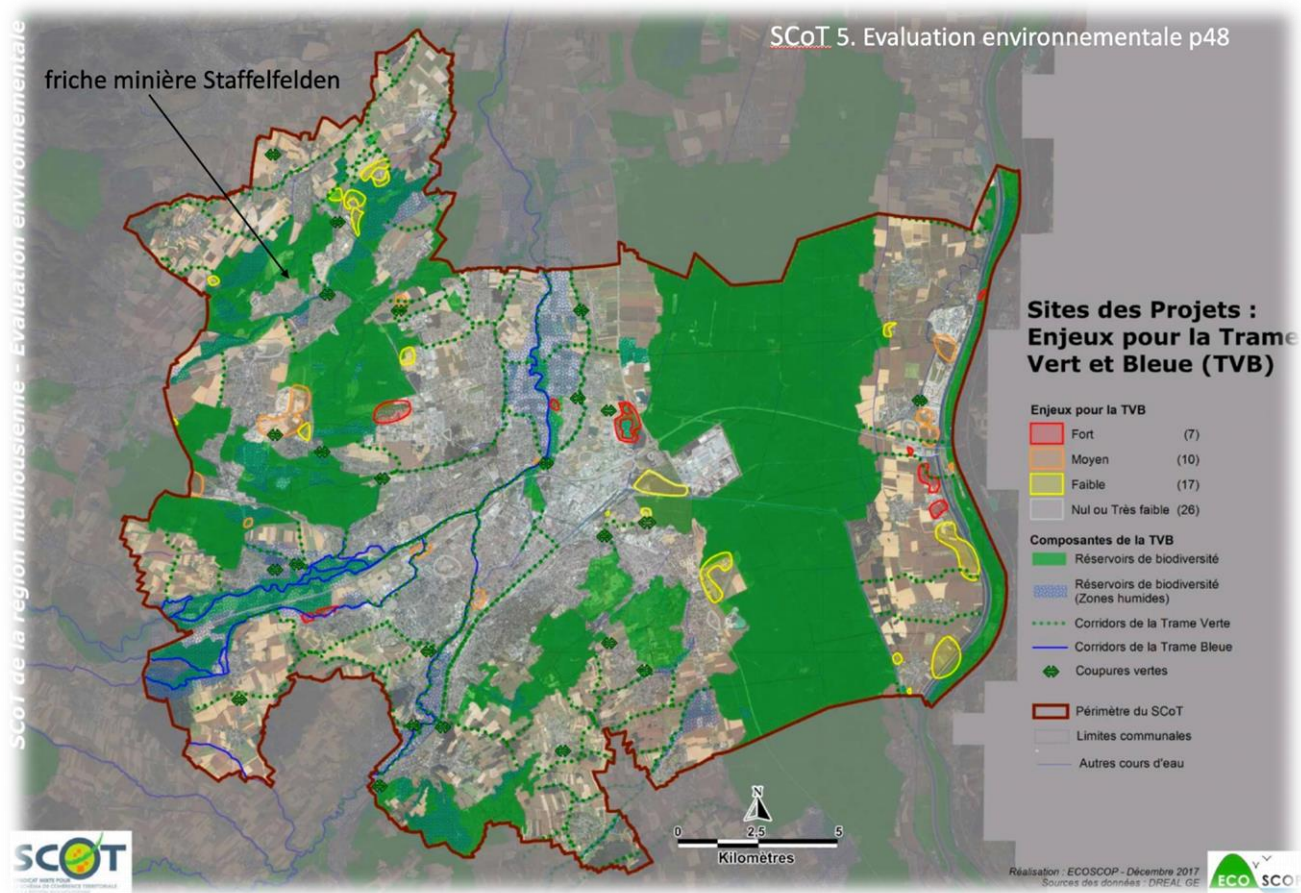 SCoT 5. Evaluation environnementale p48
friche minière Staffelfelden
SCoT de la région mulhousienne - Evaluation environnementale
Sites des Projets :
Enjeux pour la Trame
Vert et Bleue (TVB)
Enjeux pour la TVB
Fort (7)
Moyen (10)
Faible (17)
Nul ou Très faible (26)
Composantes de la TVB
Réservoirs de biodiversité
Réservoirs de biodiversité
(Zones humides)
Corridors de la Trame Verte
Corridors de la Trame Bleue
Coupures vertes
Périmètre du SCoT
Limites communales
Autres cours d'eau
N
0 2,5 5
Kilomètres
Réalisation : ECOSCOP - Décembre 2017
Sources des données : DREAL GE
SCOT
ECO SCOP